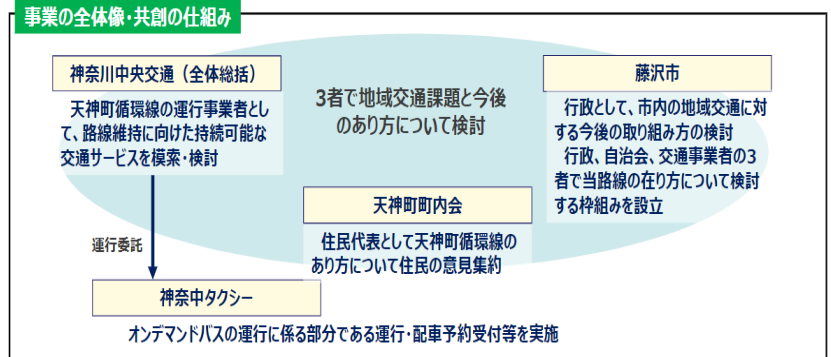 事業の全体像・共創の仕組み
神奈川中央交通（全体総括）
天神町循環線の運行事業者とし
て、路線維持に向けた持続可能な
交通サービスを模索・検討
3者で地域交通課題と今後
のあり方について検討
藤沢市
行政として、市内の地域交通に対
する今後の取り組み方の検討
行政、自治会、交通事業者の3
者で当路線の在り方について検討
する枠組みを設立
天神町町内会
住民代表として天神町循環線の
あり方について住民の意見集約
運行委託
神奈中タクシー
オンデマンドバスの運行に係る部分である運行・配車予約受付等を実施